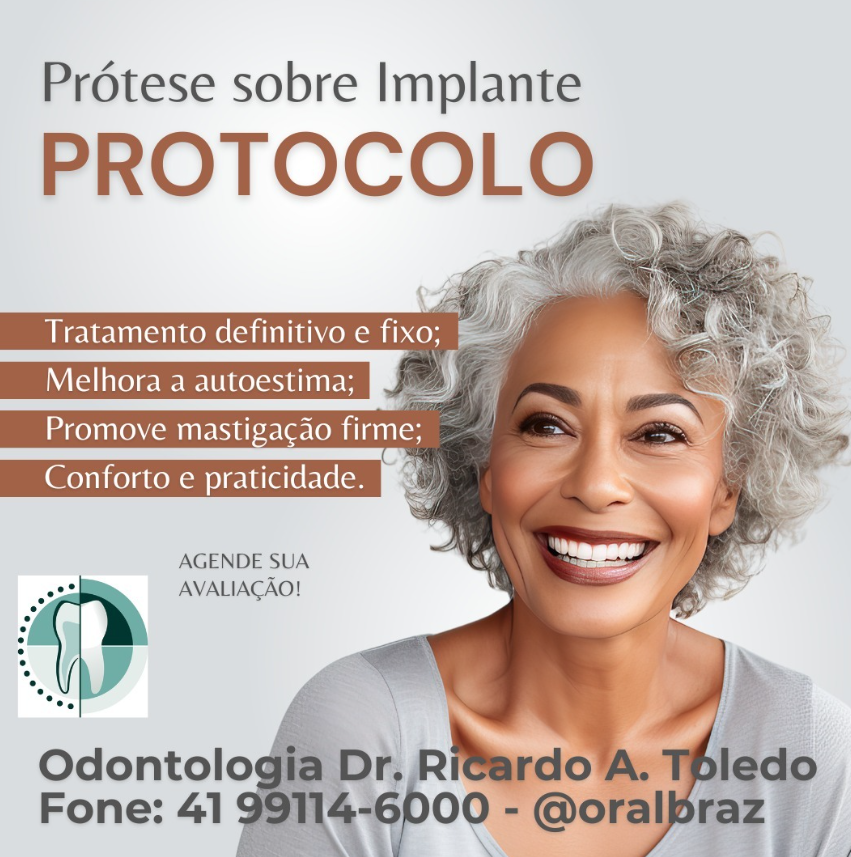 Prótese sobre Implante
PROTOCOLO
Tratamento definitivo e fixo;
Melhora a autoestima;
Promove mastigação firme;
Conforto e praticidade.
AGENDE SUA
AVALIAÇÃO!
Odontologia Dr. Ricardo A. Toledo
Fone: 41 99114-6000 - @oralbraz